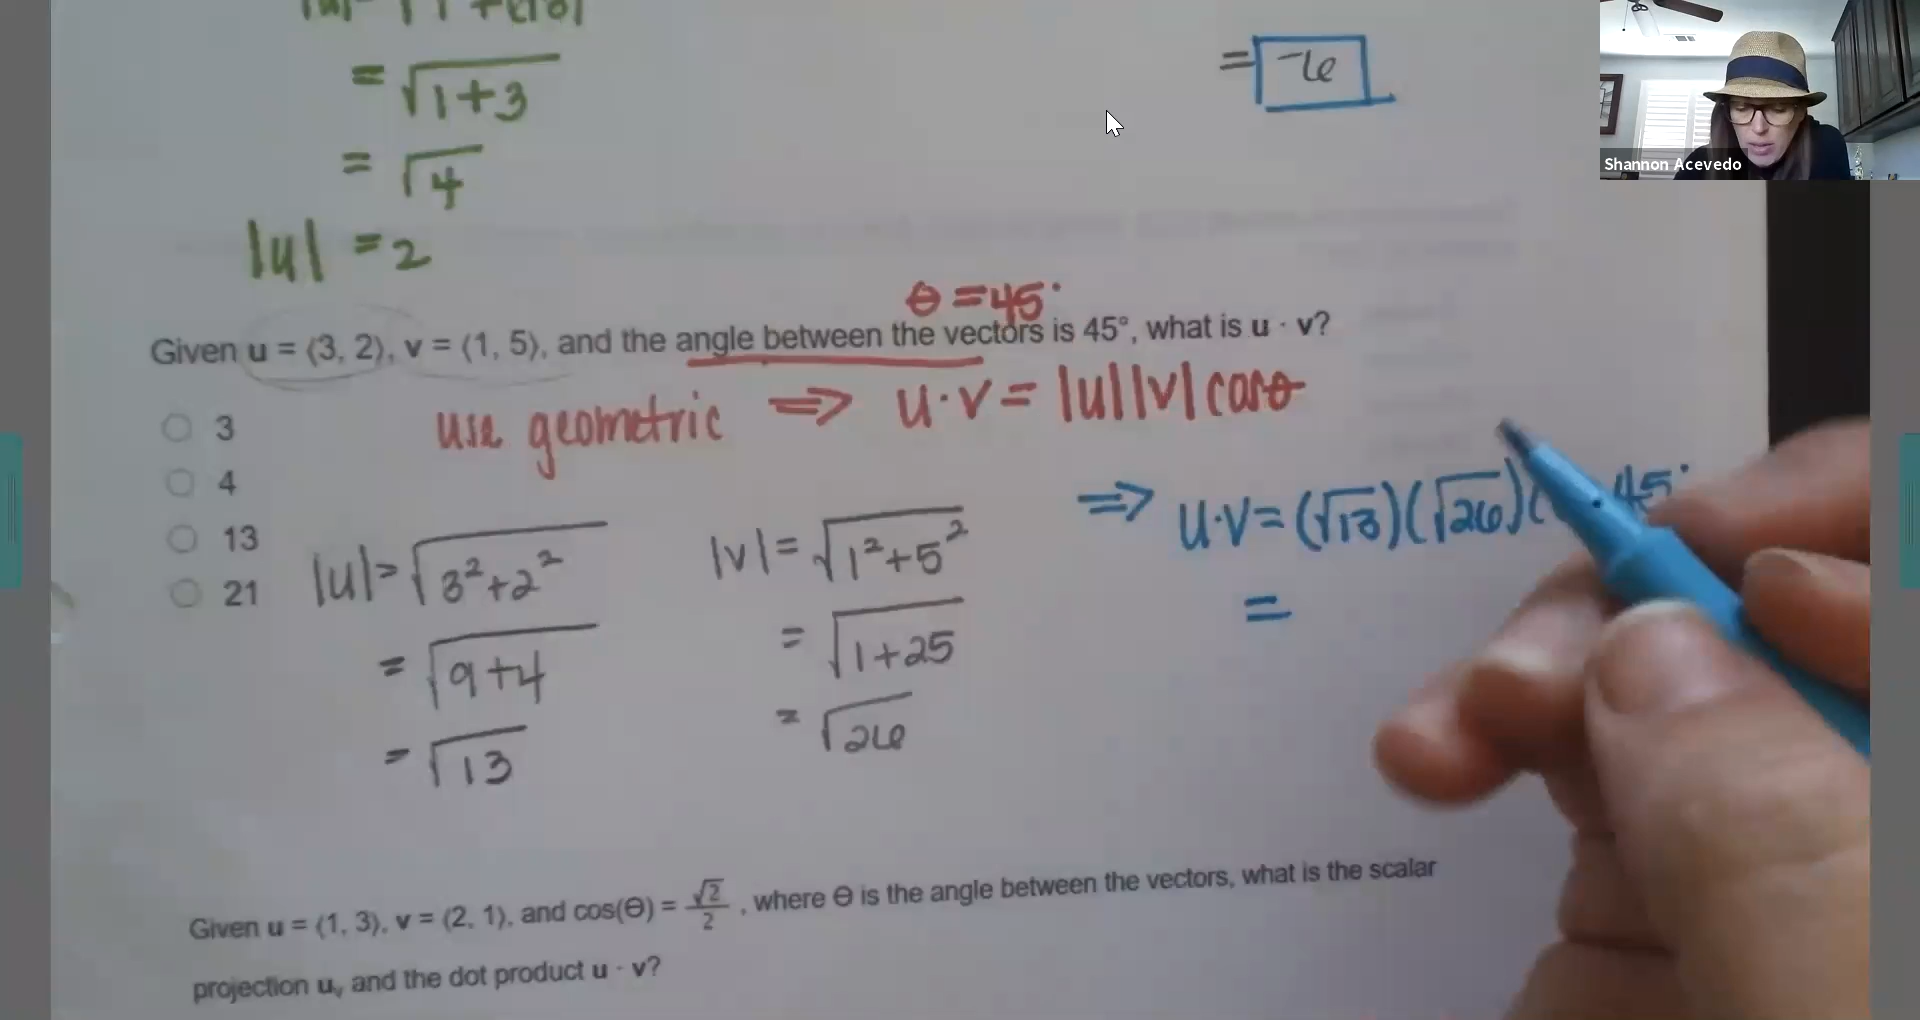 = √1+3
= √4
|u| = 2
= -6
Shannon Acevedo
θ = 45°
Given u = ⟨3, 2⟩, v = ⟨1, 5⟩, and the angle between the vectors is 45°, what is u · v?
use geometric ⇒ u·v = |u||v| cosθ
3
4
13
21
|u| = √3²+2²
= √9+4
= √13
|v| = √1²+5²
= √1+25
= √26
⇒ u·v = (√13)(√26)( 45°
=
Given u = ⟨1, 3⟩, v = ⟨2, 1⟩, and cos(Θ) = √2/2 , where Θ is the angle between the vectors, what is the scalar
projection uᵥ and the dot product u · v?